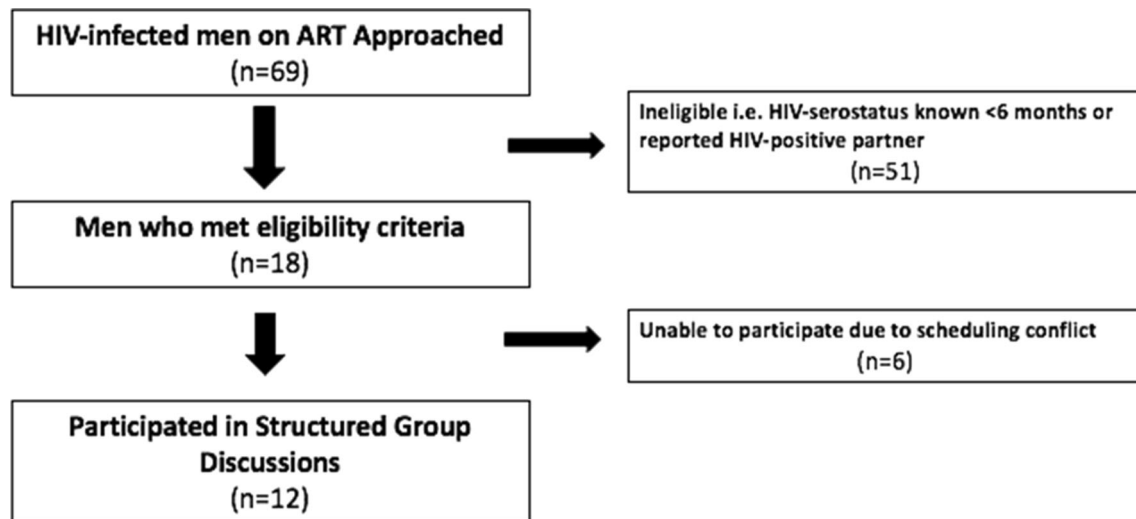 HIV-infected men on ART Approached
(n=69)
Ineligible i.e. HIV-serostatus known <6 months or
reported HIV-positive partner
(n=51)
Men who met eligibility criteria
(n=18)
Unable to participate due to scheduling conflict
(n=6)
Participated in Structured Group
Discussions
(n=12)